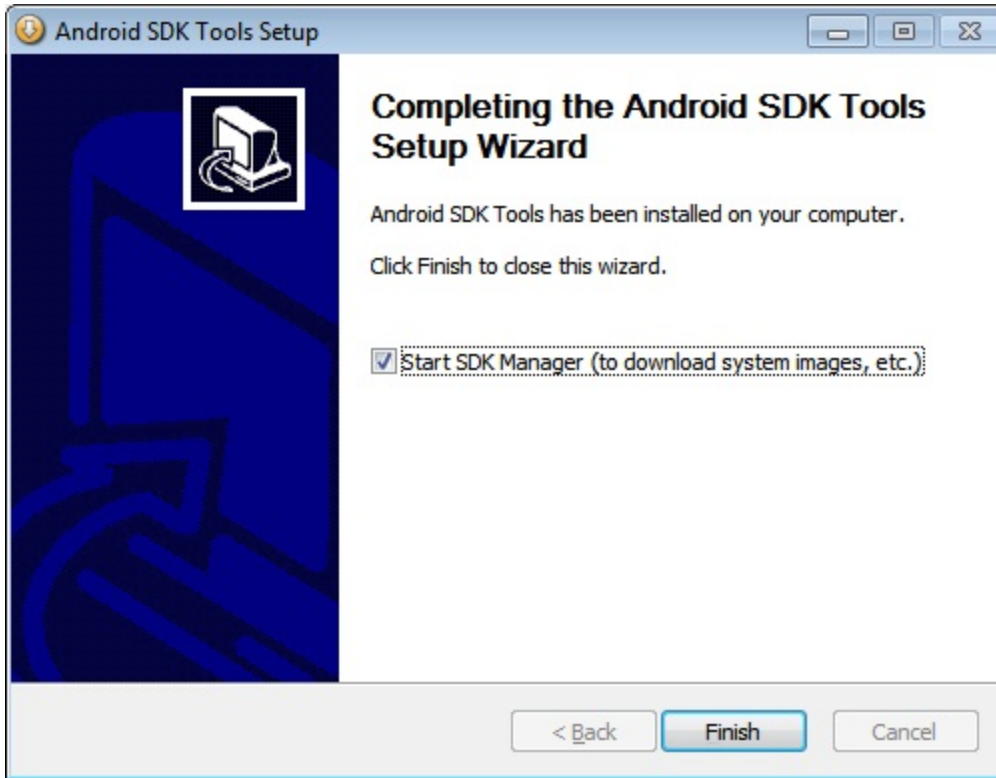 Android SDK Tools Setup
Completing the Android SDK Tools
Setup Wizard
Android SDK Tools has been installed on your computer.
Click Finish to close this wizard.
Start SDK Manager (to download system images, etc.)
< Back Finish Cancel